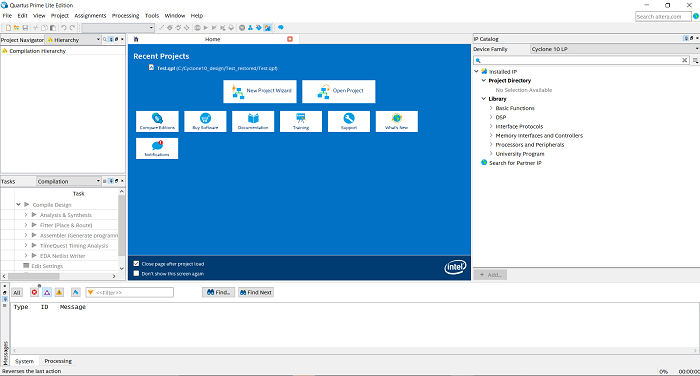 Quartus Prime Lite Edition
File Edit View Project Assignments Processing Tools Window Help
Search altera.com
Project Navigator Hierarchy
Compilation Hierarchy
Home
Recent Projects
Test.qpf (C:/Cyclone10_design/Test_restored/Test.qpf)
New Project Wizard
Open Project
Compare Editions
Buy Software
Documentation
Training
Support
What's New
Notifications
Close page after project load
Don't show this screen again
intel
IP Catalog
Device Family Cyclone 10 LP
Installed IP
Project Directory
No Selection Available
Library
Basic Functions
DSP
Interface Protocols
Memory Interfaces and Controllers
Processors and Peripherals
University Program
Search for Partner IP
+ Add...
Tasks Compilation
Task
Compile Design
Analysis & Synthesis
Fitter (Place & Route)
Assembler (Generate programm
TimeQuest Timing Analysis
EDA Netlist Writer
Edit Settings
All
<<Filter>>
Find...
Find Next
Type ID Message
Messages
System Processing
Reverses the last action
0% 00:00:00